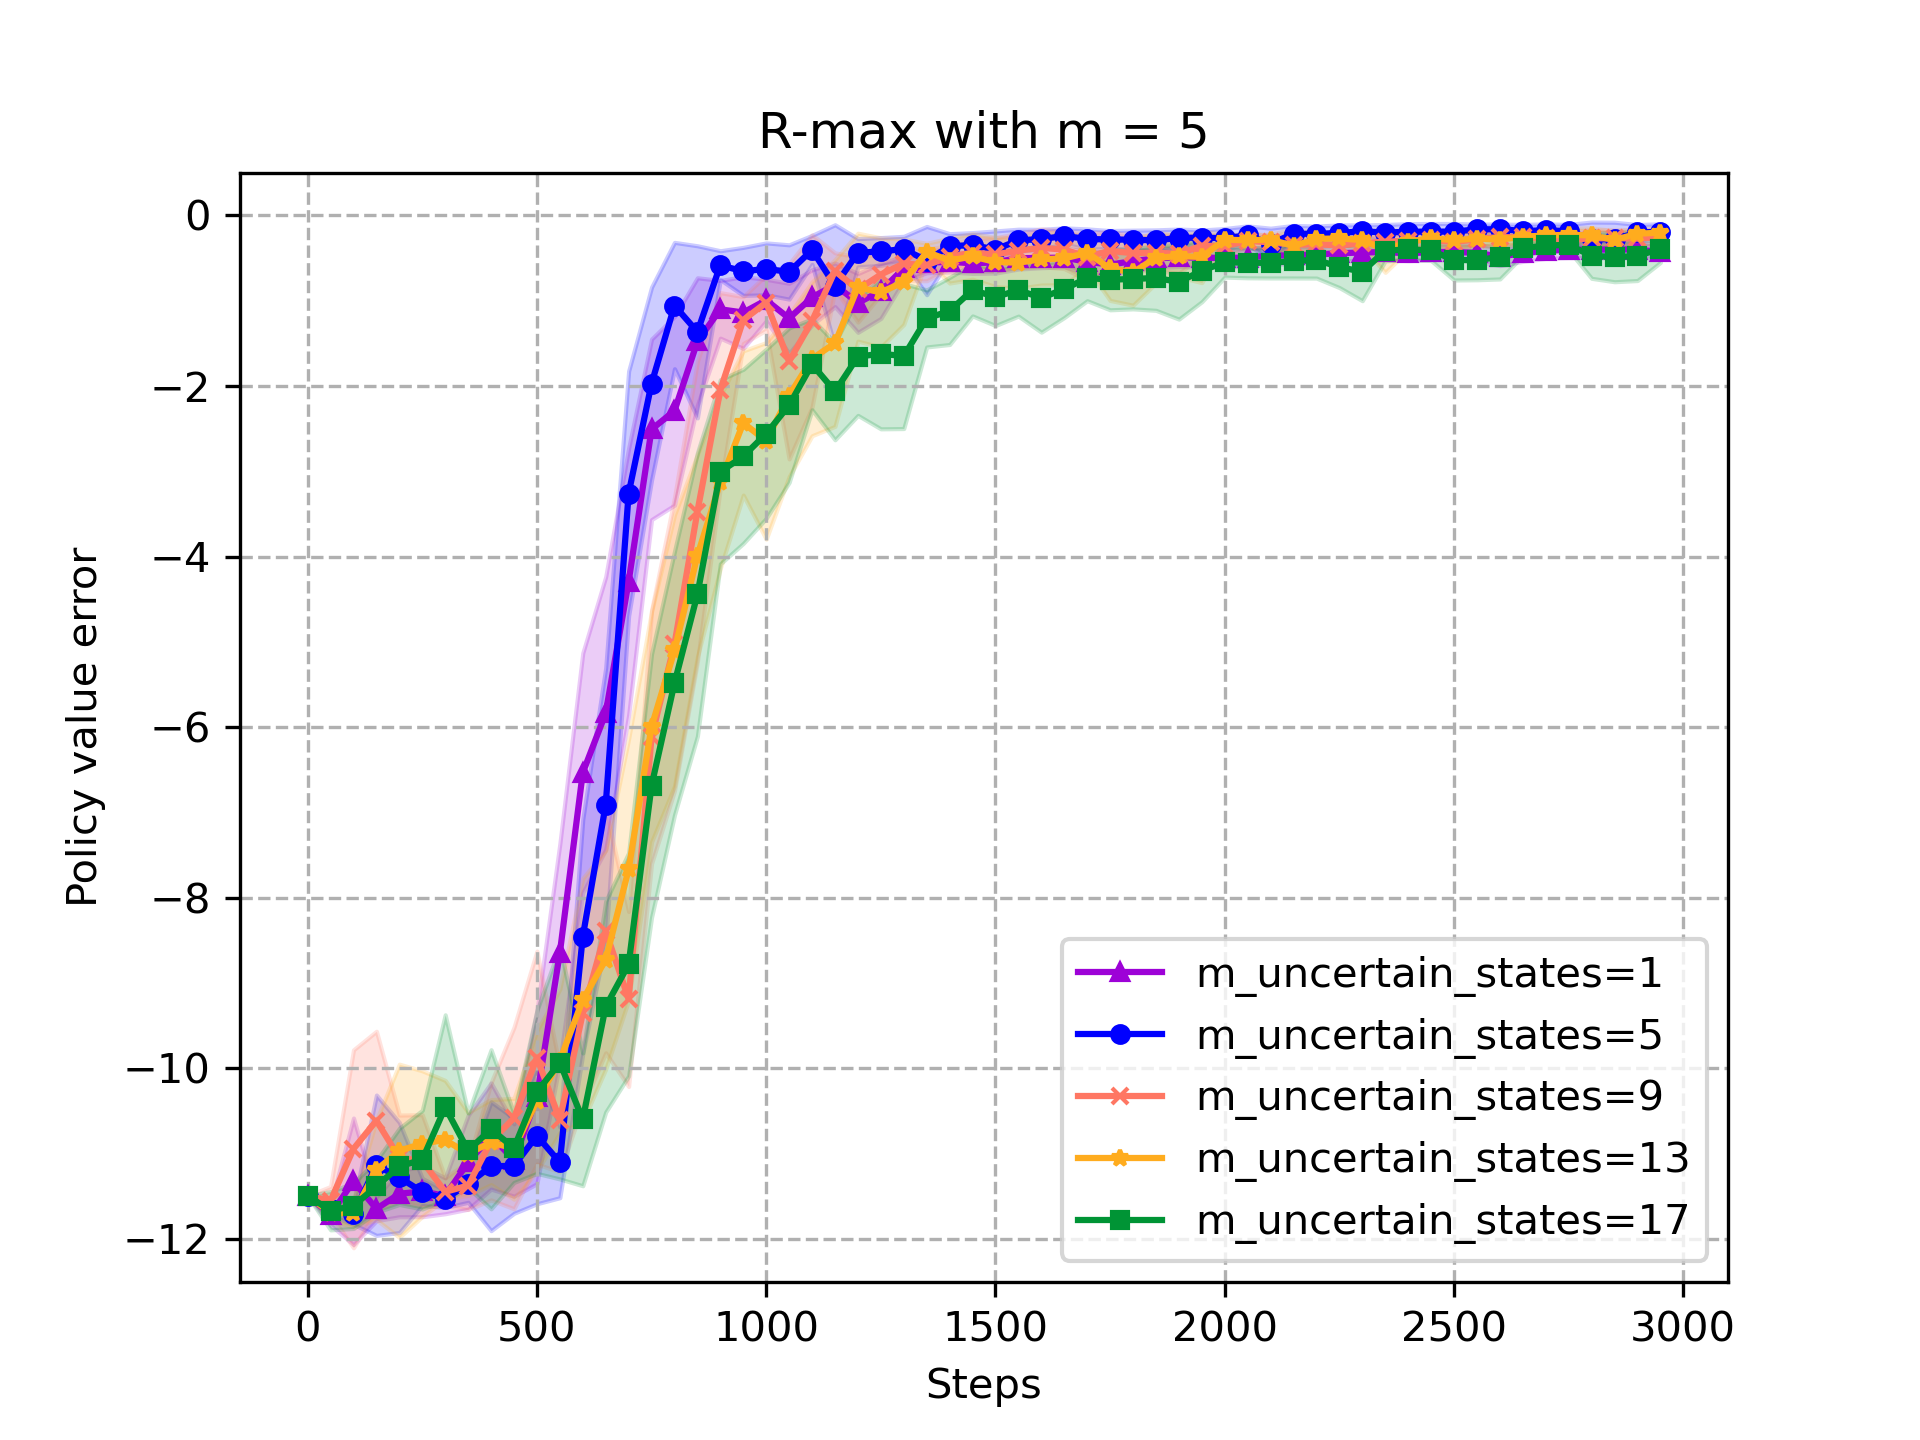 R-max with m = 5
Policy value error
0
−2
−4
−6
−8
−10
−12
m_uncertain_states=1
m_uncertain_states=5
m_uncertain_states=9
m_uncertain_states=13
m_uncertain_states=17
0 500 1000 1500 2000 2500 3000
Steps